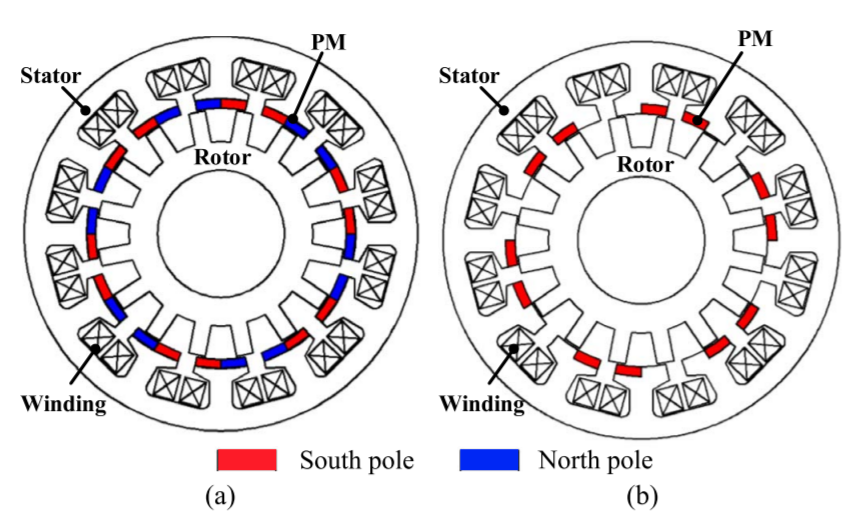 PM
Stator
Rotor
Winding
PM
Stator
Rotor
Winding
South pole
North pole
(a)
(b)